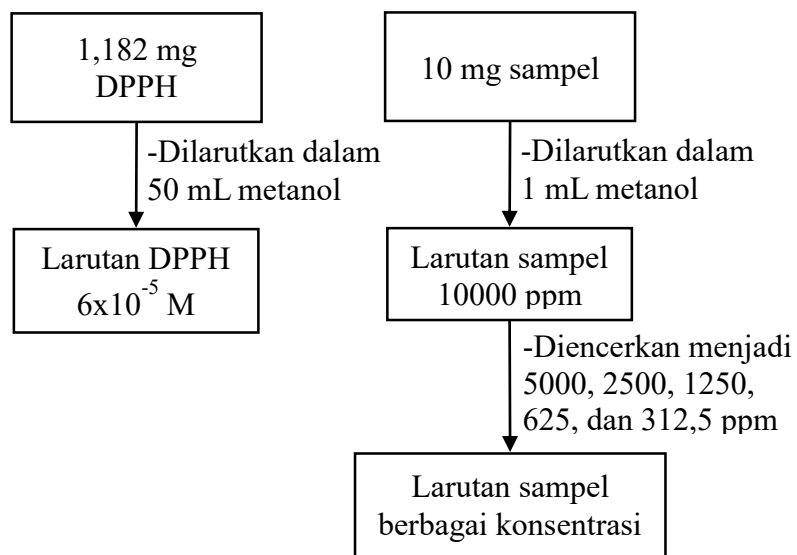 1,182 mg
DPPH
-Dilarutkan dalam
50 mL metanol
Larutan DPPH
6x10⁻⁵ M
10 mg sampel
-Dilarutkan dalam
1 mL metanol
Larutan sampel
10000 ppm
-Diencerkan menjadi
5000, 2500, 1250,
625, dan 312,5 ppm
Larutan sampel
berbagai konsentrasi